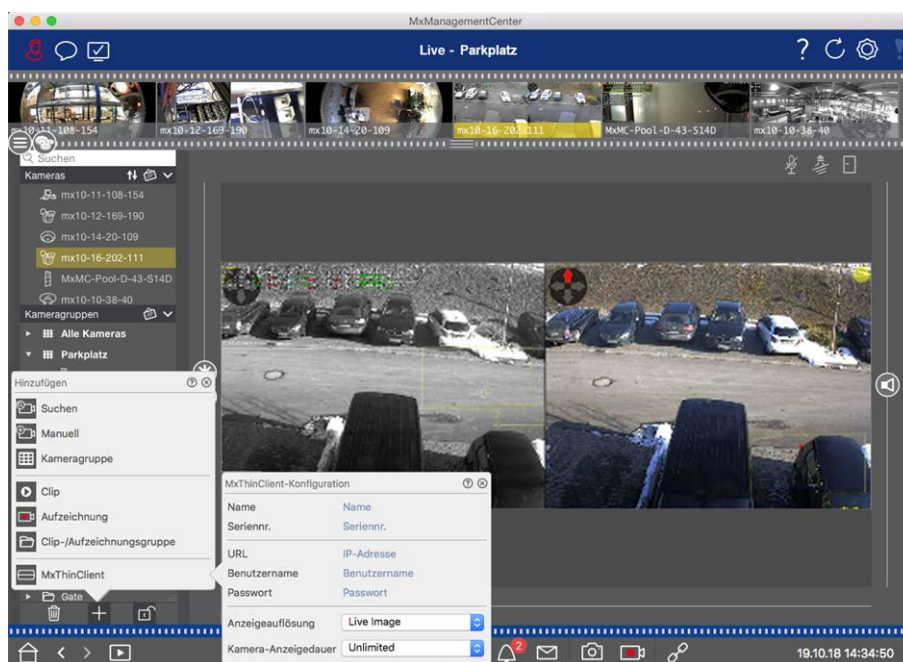 MxManagementCenter
Live - Parkplatz
?
mx10-11-108-154
mx10-12-169-190
mx10-14-20-109
mx10-16-202-111
MxMC-Pool-D-43-S14D
mx10-10-38-40
Suchen
Kameras
mx10-11-108-154
mx10-12-169-190
mx10-14-20-109
mx10-16-202-111
MxMC-Pool-D-43-S14D
mx10-10-38-40
Kameragruppen
Alle Kameras
Parkplatz
Hinzufügen
Suchen
Manuell
Kameragruppe
Clip
Aufzeichnung
Clip-/Aufzeichnungsgruppe
MxThinClient
Gate
MxThinClient-Konfiguration
Name Name
Seriennr. Seriennr.
URL IP-Adresse
Benutzername Benutzername
Passwort Passwort
Anzeigeauflösung Live Image
Kamera-Anzeigedauer Unlimited
2
19.10.18 14:34:50